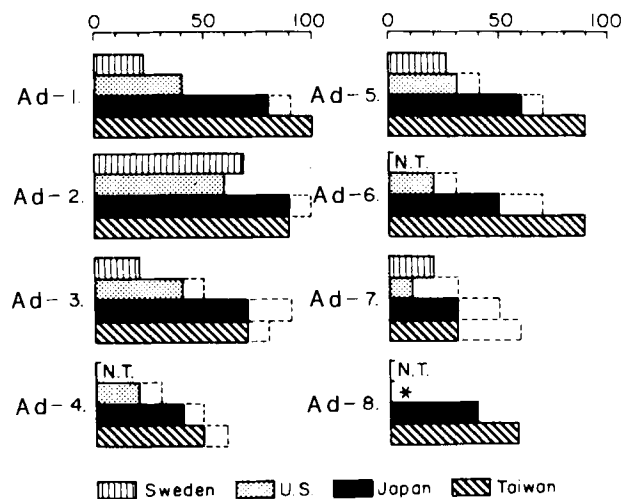 0 50 100
0 50 100
Ad-1.
Ad-2.
Ad-3.
N.T.
Ad-4.
Ad-5.
N.T.
Ad-6.
Ad-7.
N.T.
*
Ad-8.
Sweden U.S. Japan Taiwan